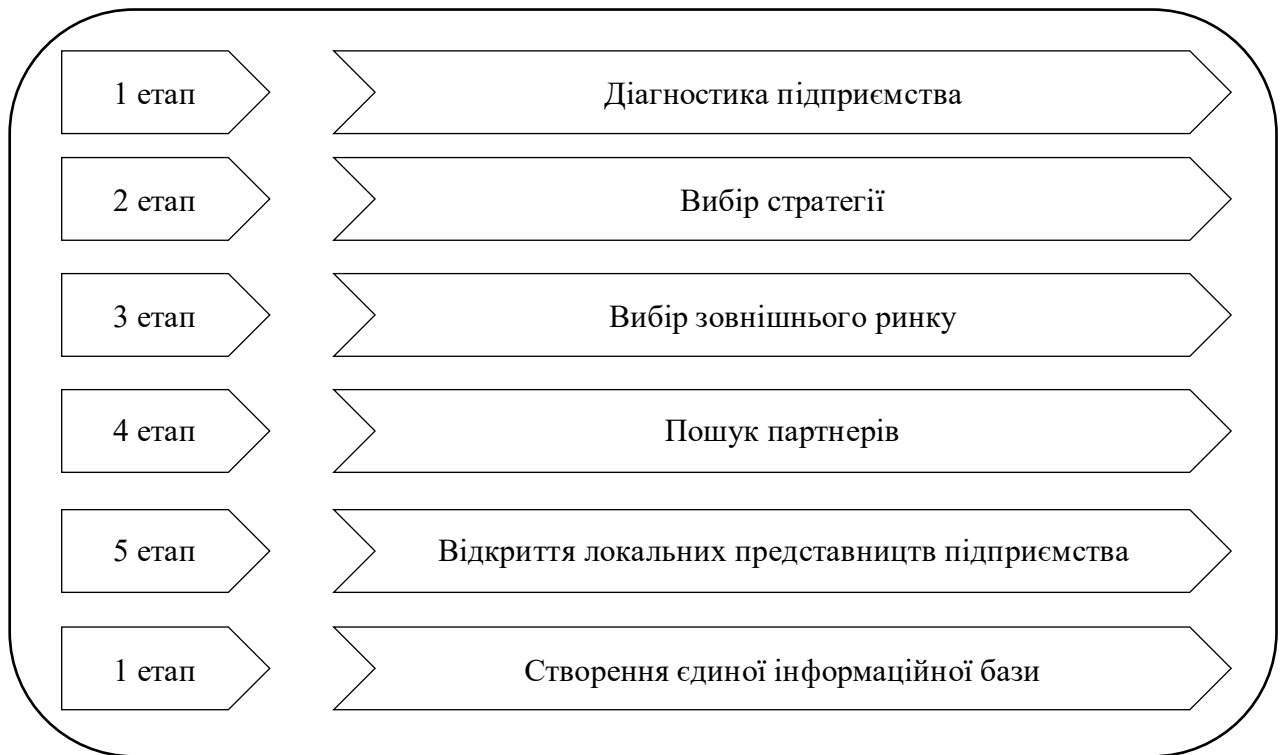 1 етап
Діагностика підприємства
2 етап
Вибір стратегії
3 етап
Вибір зовнішнього ринку
4 етап
Пошук партнерів
5 етап
Відкриття локальних представництв підприємства
1 етап
Створення єдиної інформаційної бази